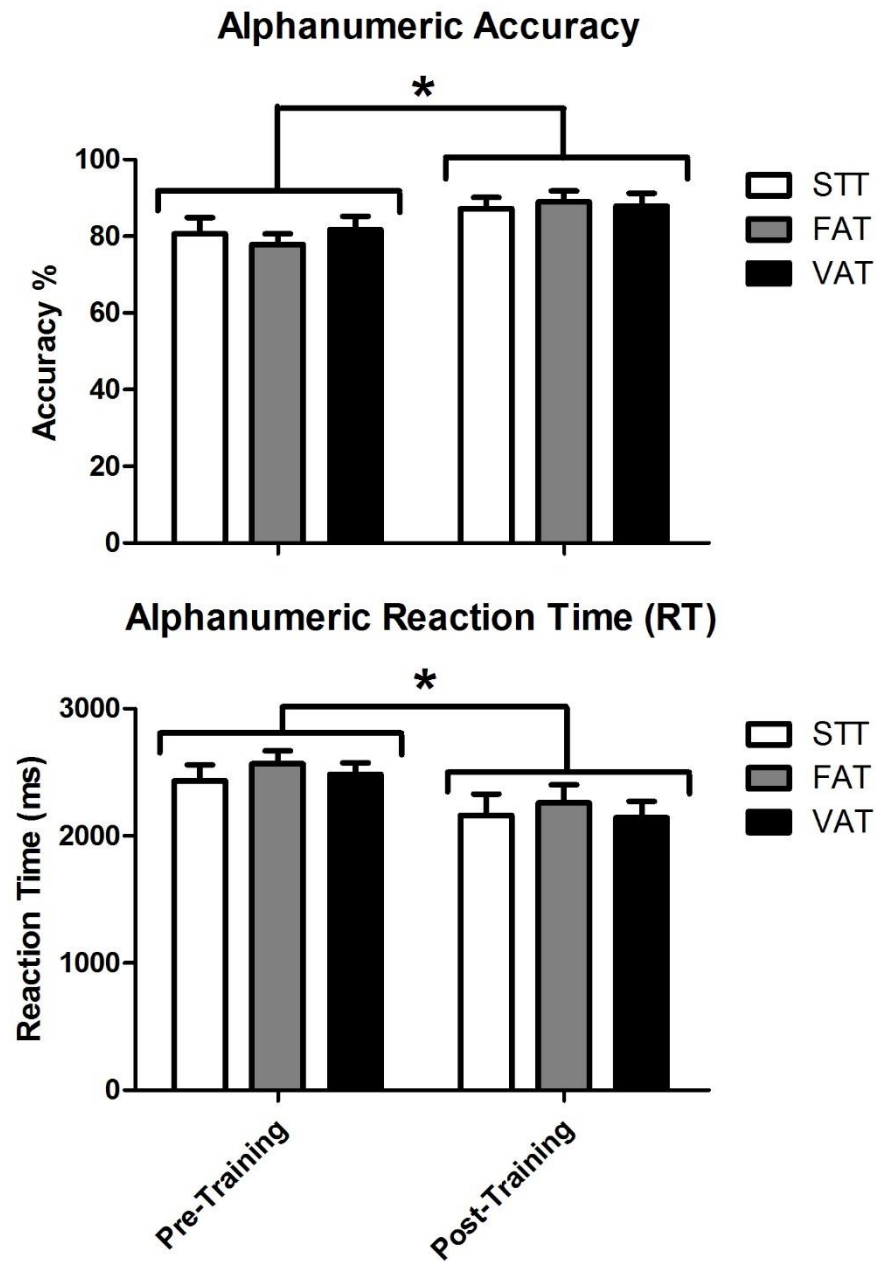 Alphanumeric Accuracy
*
100
80
60
40
20
0
Accuracy %
STT
FAT
VAT
Alphanumeric Reaction Time (RT)
*
3000
2000
1000
0
Reaction Time (ms)
STT
FAT
VAT
Pre-Training
Post-Training